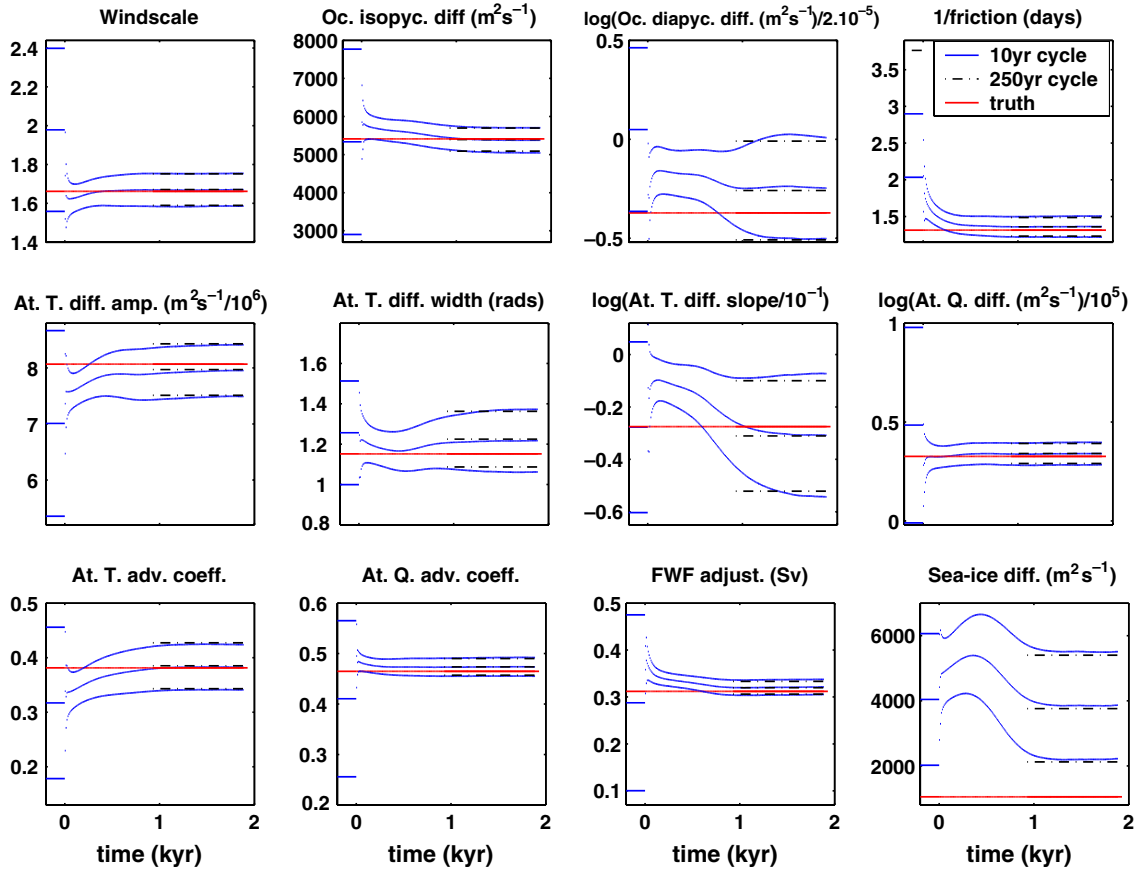 Windscale
Oc. isopyc. diff (m²s⁻¹)
log(Oc. diapyc. diff. (m²s⁻¹)/2.10⁻⁵)
1/friction (days)
2.4
2.2
2
1.8
1.6
1.4
8000
7000
6000
5000
4000
3000
0.5
0
−0.5
3.5
3
2.5
2
1.5
10yr cycle
250yr cycle
truth
At. T. diff. amp. (m²s⁻¹/10⁶)
At. T. diff. width (rads)
log(At. T. diff. slope/10⁻¹)
log(At. Q. diff. (m²s⁻¹)/10⁵)
8
7
6
1.6
1.4
1.2
1
0.8
0
−0.2
−0.4
−0.6
1
0.5
0
At. T. adv. coeff.
At. Q. adv. coeff.
FWF adjust. (Sv)
Sea−ice diff. (m²s⁻¹)
0.5
0.4
0.3
0.2
0.6
0.5
0.4
0.3
0.2
0.5
0.4
0.3
0.2
0.1
6000
4000
2000
0 1 2
0 1 2
0 1 2
0 1 2
time (kyr)
time (kyr)
time (kyr)
time (kyr)